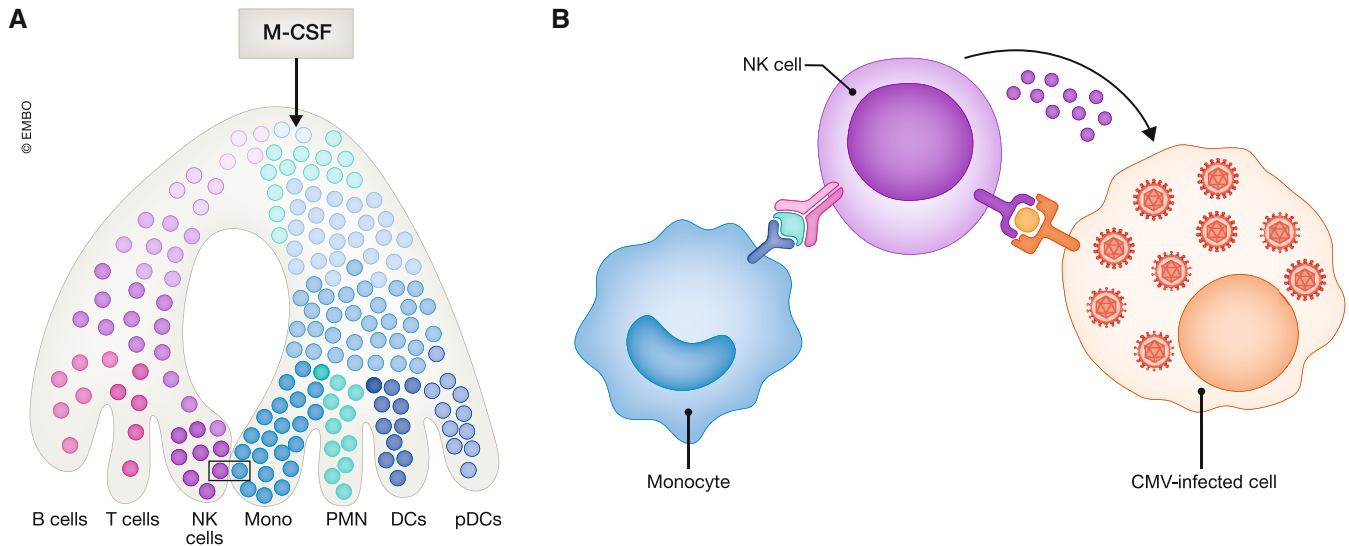 A
M-CSF
© EMBO
B cells
T cells
NK
cells
Mono
PMN
DCs
pDCs
B
NK cell
Monocyte
CMV-infected cell